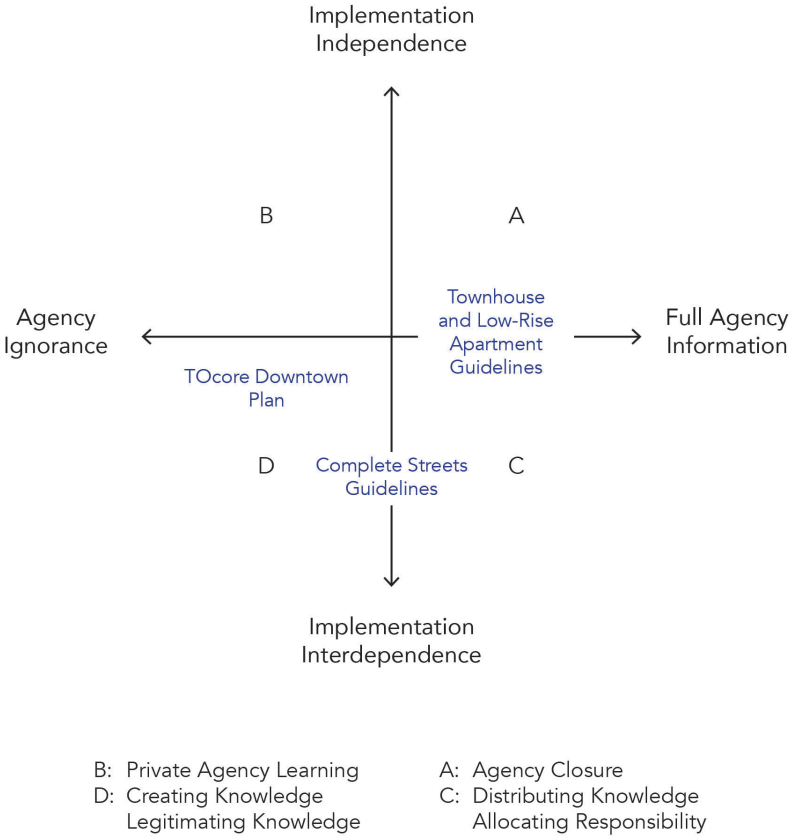 Implementation
Independence
B
A
Agency
Ignorance
Townhouse
and Low-Rise
Apartment
Guidelines
Full Agency
Information
TOcore Downtown
Plan
D
Complete Streets
Guidelines
C
Implementation
Interdependence
B: Private Agency Learning
D: Creating Knowledge
Legitimating Knowledge
A: Agency Closure
C: Distributing Knowledge
Allocating Responsibility